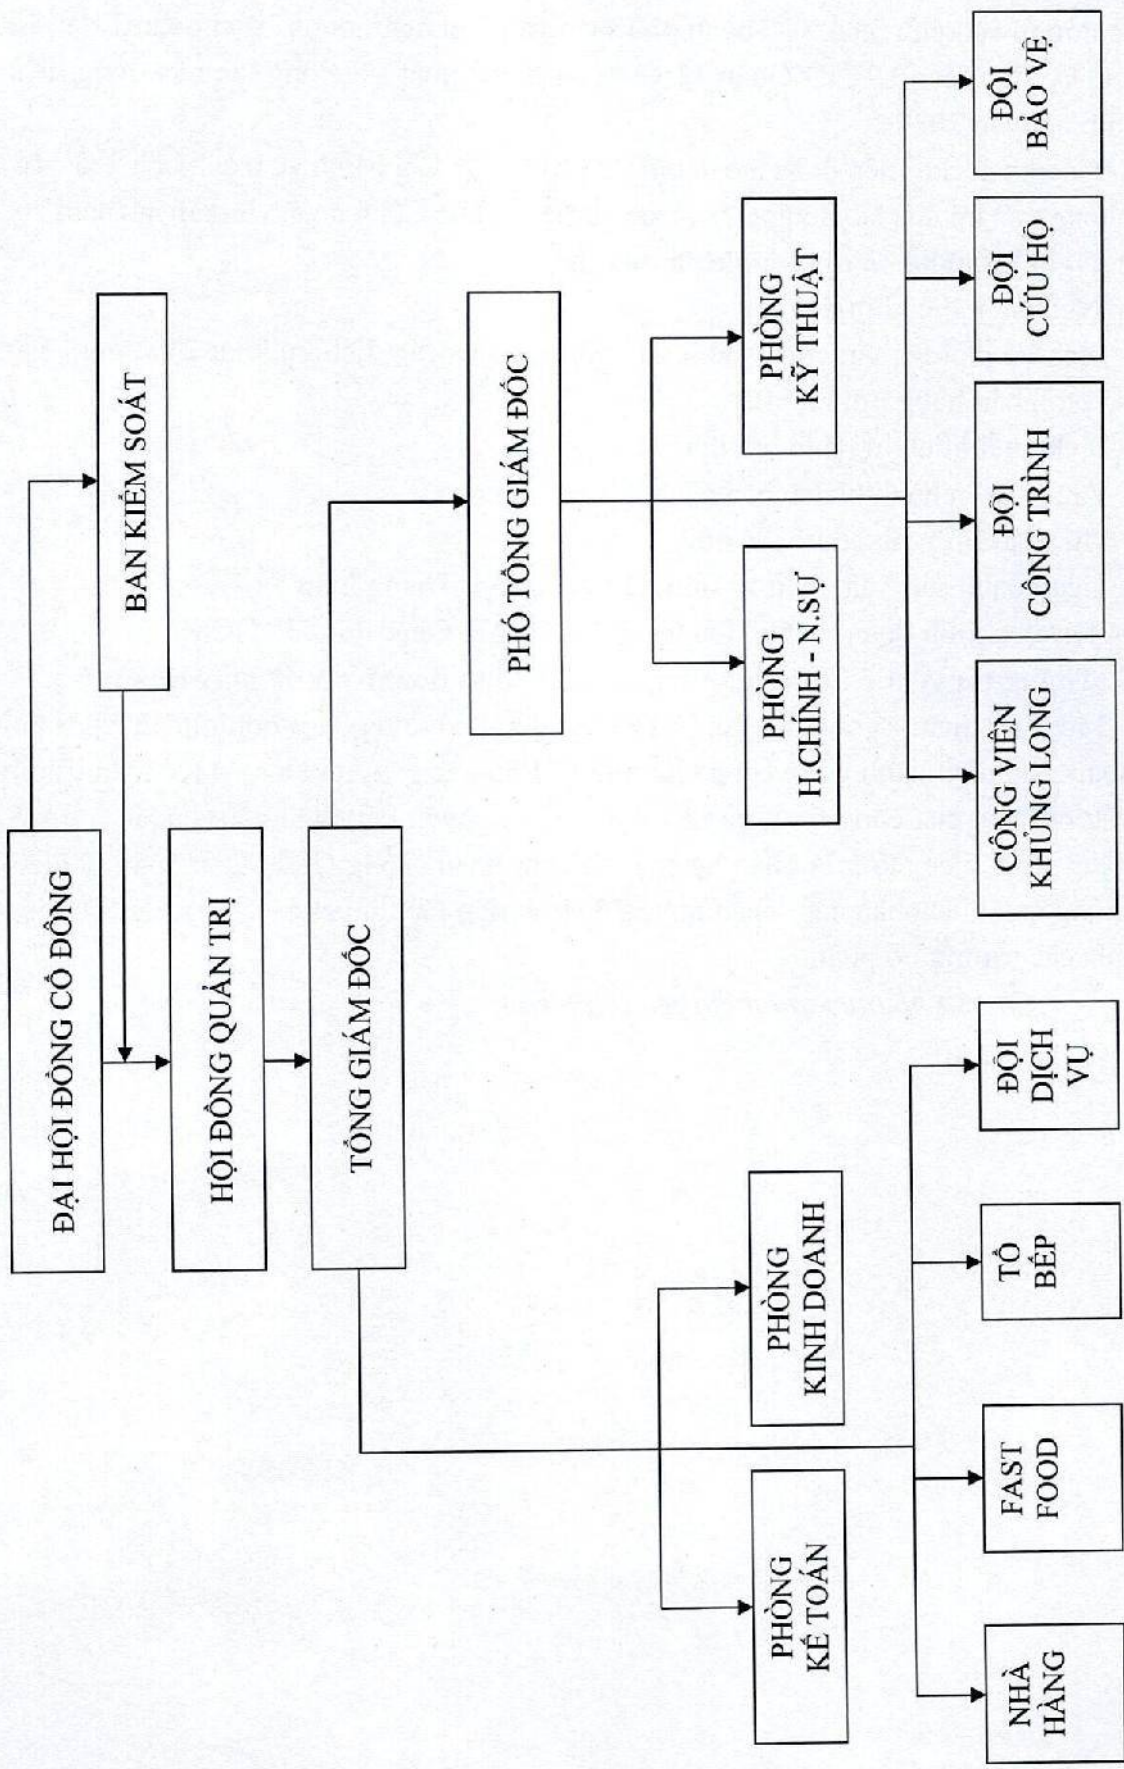 ĐẠI HỘI ĐỒNG CỔ ĐÔNG
BAN KIỂM SOÁT
HỘI ĐỒNG QUẢN TRỊ
TỔNG GIÁM ĐỐC
PHÓ TỔNG GIÁM ĐỐC
PHÒNG
KẾ TOÁN
PHÒNG
KINH DOANH
PHÒNG
H.CHÍNH - N.SỰ
PHÒNG
KỸ THUẬT
NHÀ
HÀNG
FAST
FOOD
TỔ
BẾP
ĐỘI
DỊCH
VỤ
CÔNG VIÊN
KHỦNG LONG
ĐỘI
CÔNG TRÌNH
ĐỘI
CỨU HỘ
ĐỘI
BẢO VỆ